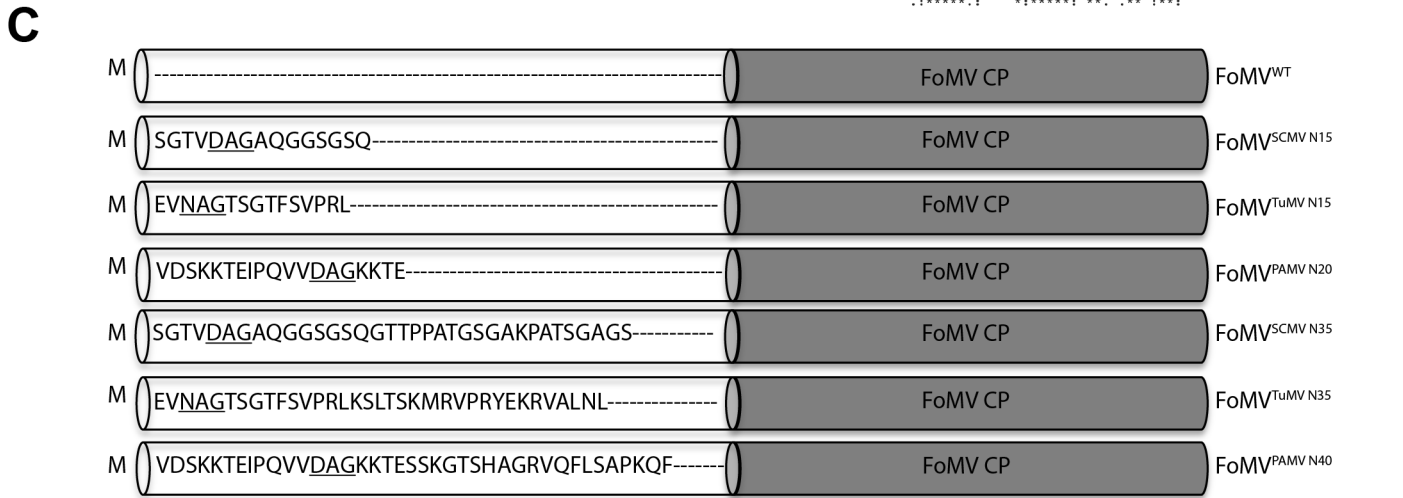 C
M ---------------------------------------------------------------------------- FoMV CP FoMVWT
M SGTVDAGAQGGSGSQ----------------------------------------------- FoMV CP FoMVSCMV N15
M EVNAGTSGTFSVPRL-------------------------------------------------- FoMV CP FoMVTuMV N15
M VDSKKTEIPQVVDAGKKTE------------------------------------------- FoMV CP FoMVPAMV N20
M SGTVDAGAQGGSGSQGTTPPATGSGAKPATSGAGS----------- FoMV CP FoMVSCMV N35
M EVNAGTSGTFSVPRLKSLTSKMRVPRYEKRVALNL--------------- FoMV CP FoMVTuMV N35
M VDSKKTEIPQVVDAGKKTESSKGTSHAGRVQFLSAPKQF------- FoMV CP FoMVPAMV N40